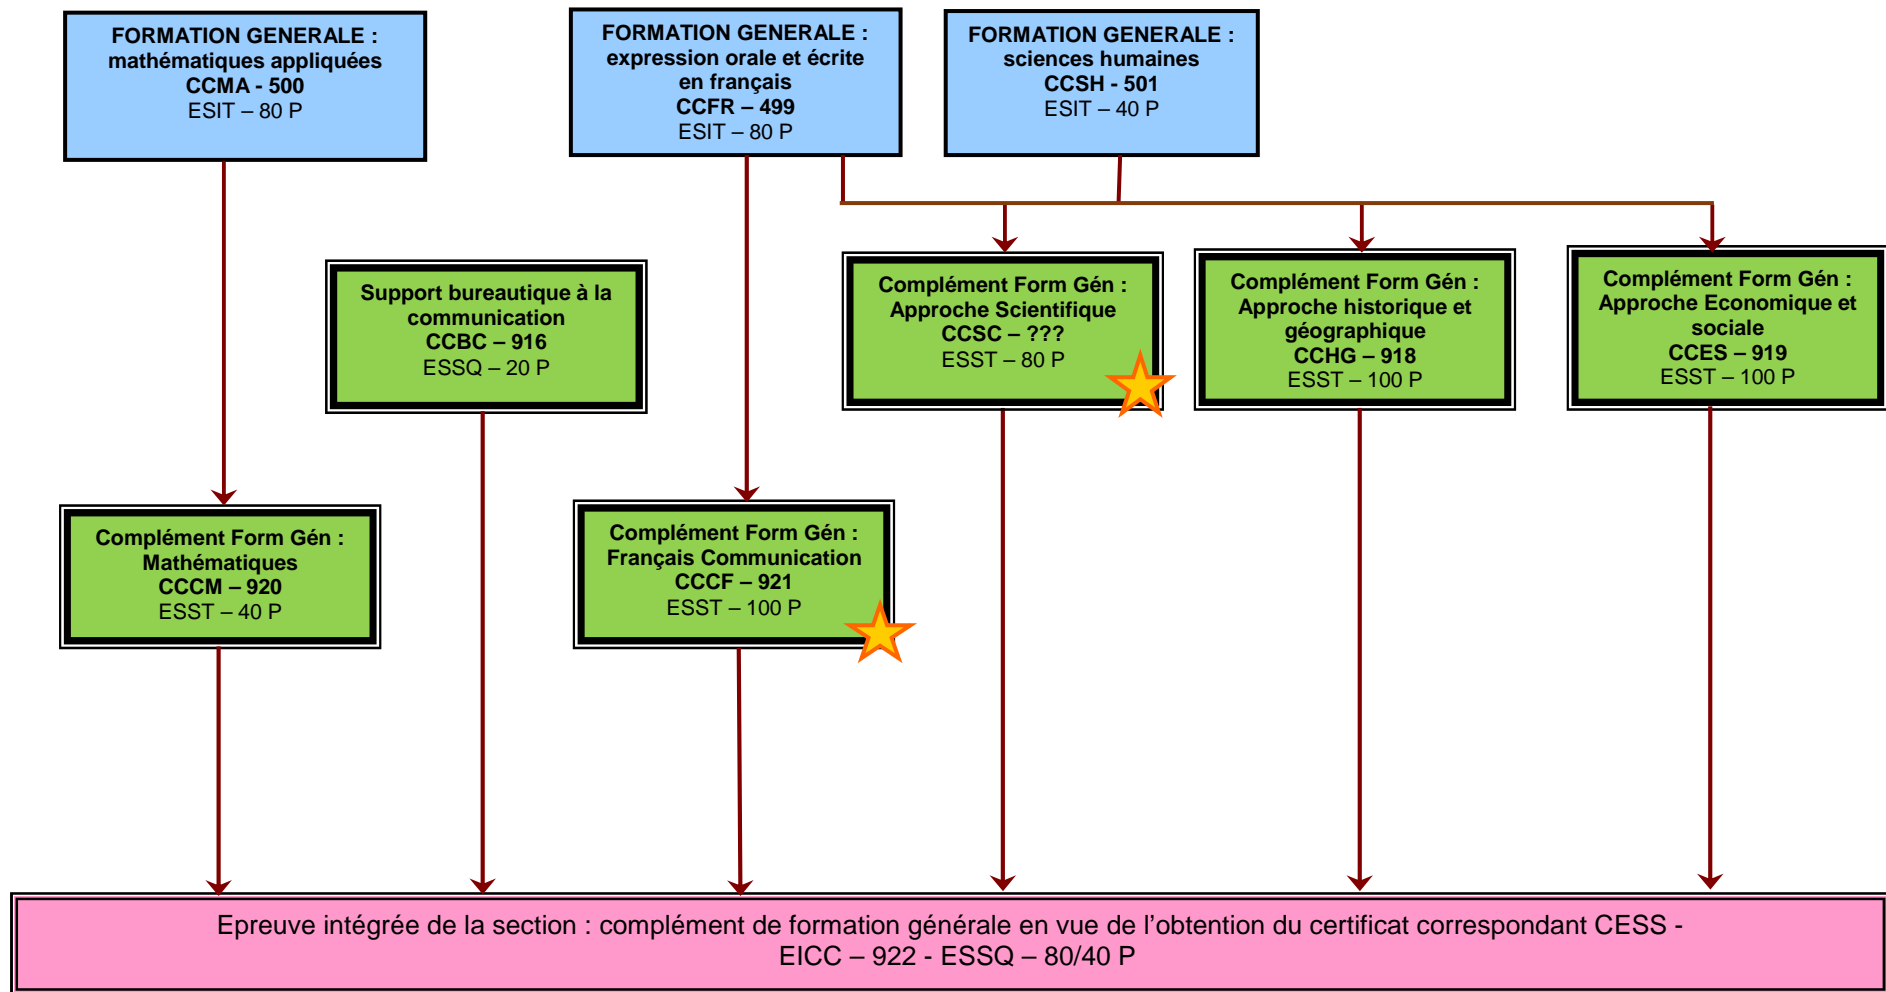 FORMATION GENERALE :
mathématiques appliquées
CCMA - 500
ESIT – 80 P
FORMATION GENERALE :
expression orale et écrite
en français
CCFR – 499
ESIT – 80 P
FORMATION GENERALE :
sciences humaines
CCSH - 501
ESIT – 40 P
Support bureautique à la
communication
CCBC – 916
ESSQ – 20 P
Complément Form Gén :
Approche Scientifique
CCSC – ???
ESST – 80 P
Complément Form Gén :
Approche historique et
géographique
CCHG – 918
ESST – 100 P
Complément Form Gén :
Approche Economique et
sociale
CCES – 919
ESST – 100 P
Complément Form Gén :
Mathématiques
CCCM – 920
ESST – 40 P
Complément Form Gén :
Français Communication
CCCF – 921
ESST – 100 P
Epreuve intégrée de la section : complément de formation générale en vue de l’obtention du certificat correspondant CESS -
EICC – 922 - ESSQ – 80/40 P